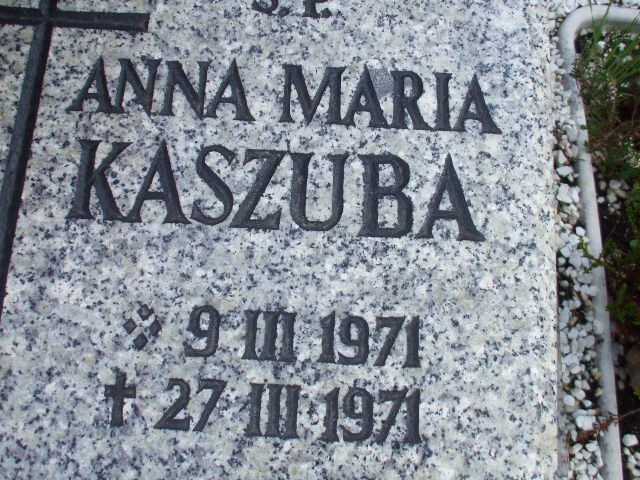 Ś.P.
ANNA MARIA
KASZUBA
9 III 1971
27 III 1971